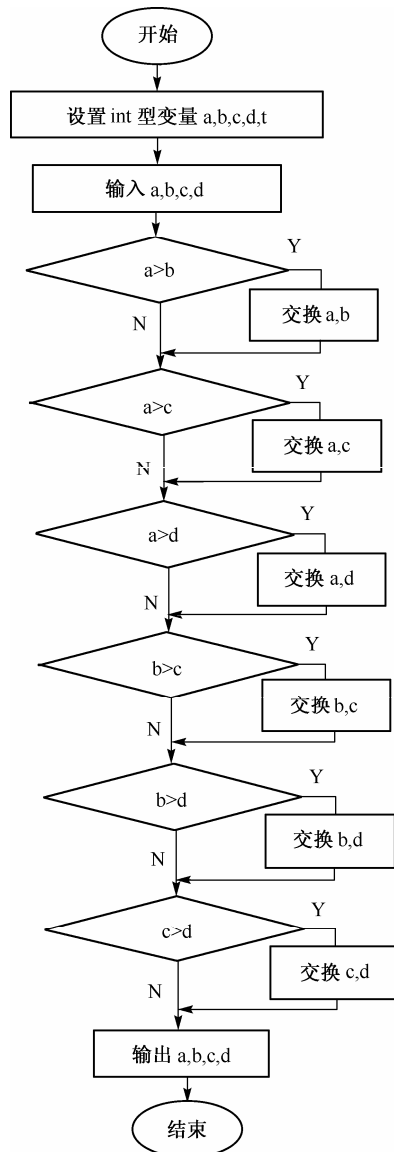 开始
设置 int 型变量 a,b,c,d,t
输入 a,b,c,d
a>b
Y
N
交换 a,b
a>c
Y
N
交换 a,c
a>d
Y
N
交换 a,d
b>c
Y
N
交换 b,c
b>d
Y
N
交换 b,d
c>d
Y
N
交换 c,d
输出 a,b,c,d
结束